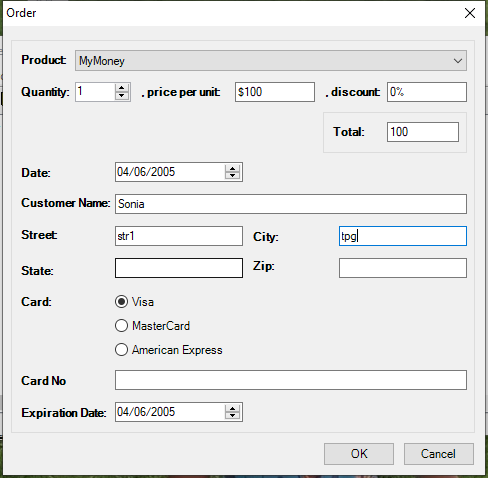 Order
Product: MyMoney
Quantity: 1 , price per unit: $100 , discount: 0%
Total: 100
Date: 04/06/2005
Customer Name: Sonia
Street: str1 City: tpg
State: Zip:
Card: Visa
MasterCard
American Express
Card No
Expiration Date: 04/06/2005
OK Cancel